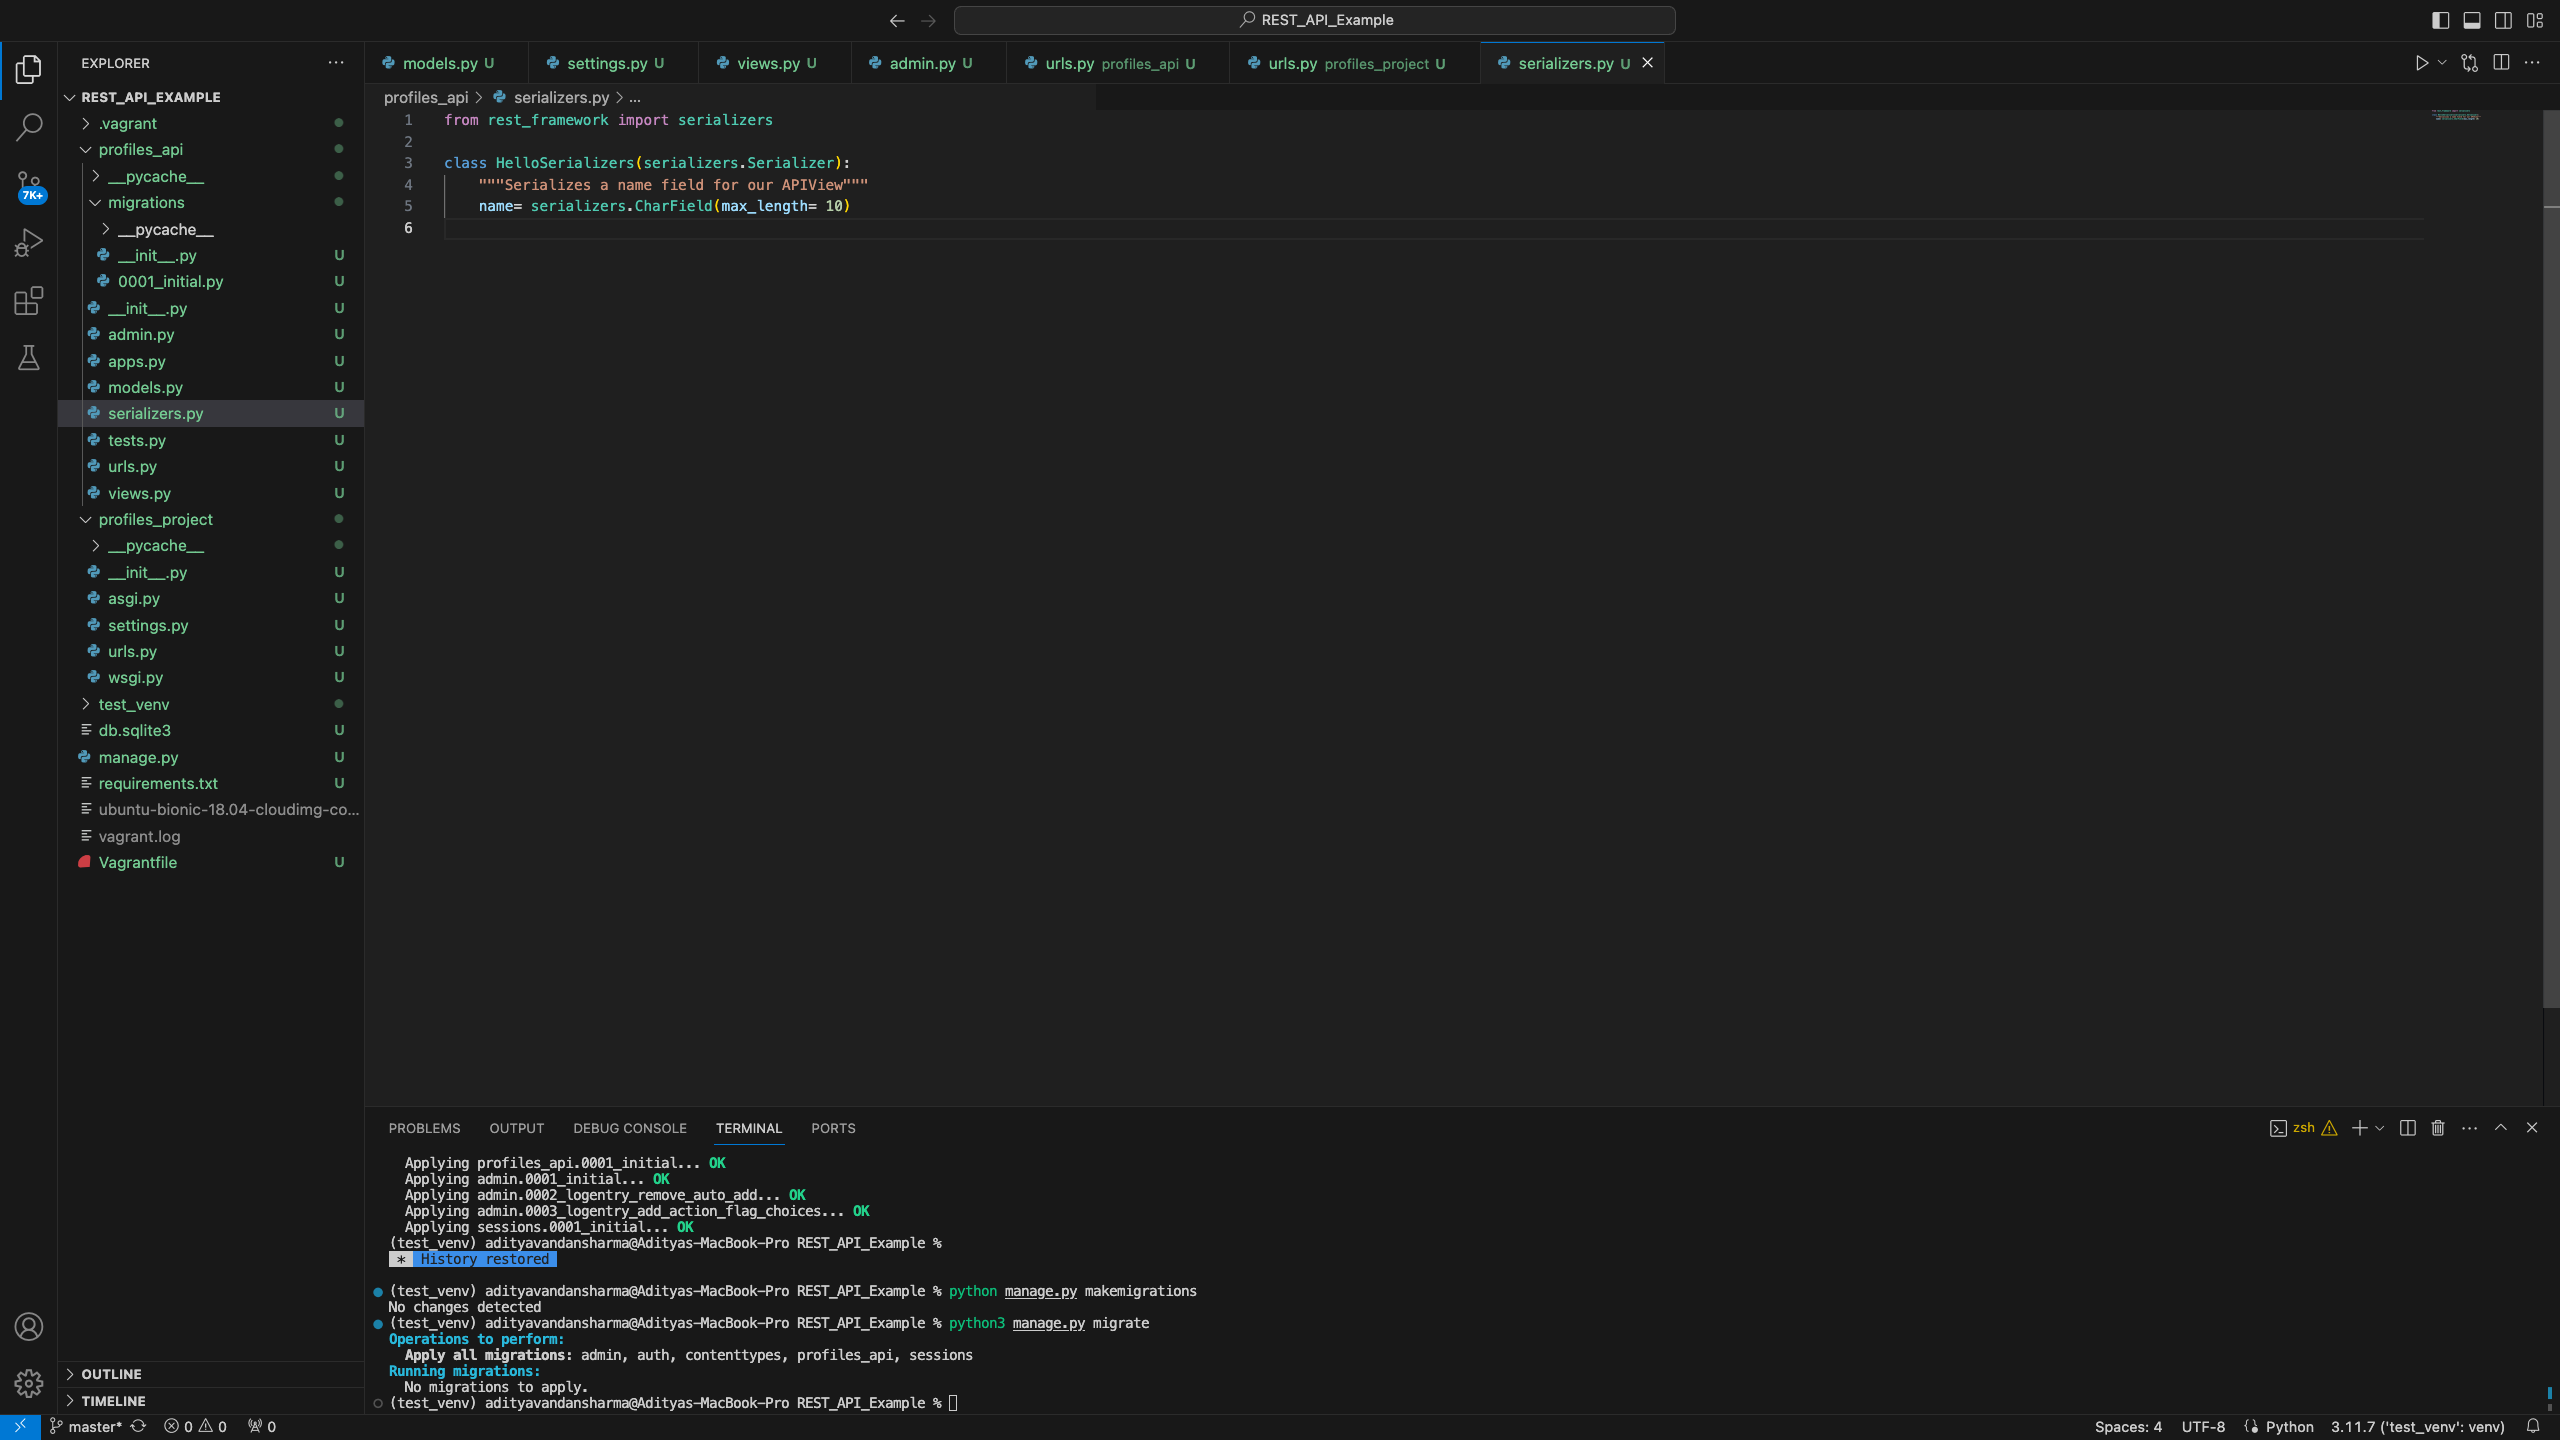 REST_API_Example
EXPLORER
REST_API_EXAMPLE
.vagrant
profiles_api
__pycache__
migrations
__pycache__
__init__.py U
0001_initial.py U
__init__.py U
admin.py U
apps.py U
models.py U
serializers.py U
tests.py U
urls.py U
views.py U
profiles_project
__pycache__
__init__.py U
asgi.py U
settings.py U
urls.py U
wsgi.py U
test_venv
db.sqlite3 U
manage.py U
requirements.txt U
ubuntu-bionic-18.04-cloudimg-co...
vagrant.log
Vagrantfile U
OUTLINE
TIMELINE
7K+
models.py U
settings.py U
views.py U
admin.py U
urls.py profiles_api U
urls.py profiles_project U
serializers.py U
profiles_api > serializers.py > ...
1 from rest_framework import serializers
2
3 class HelloSerializers(serializers.Serializer):
4 """Serializes a name field for our APIView"""
5 name= serializers.CharField(max_length= 10)
6
PROBLEMS OUTPUT DEBUG CONSOLE TERMINAL PORTS
zsh
Applying profiles_api.0001_initial... OK
Applying admin.0001_initial... OK
Applying admin.0002_logentry_remove_auto_add... OK
Applying admin.0003_logentry_add_action_flag_choices... OK
Applying sessions.0001_initial... OK
(test_venv) adityavandansharma@Adityas-MacBook-Pro REST_API_Example %
* History restored
(test_venv) adityavandansharma@Adityas-MacBook-Pro REST_API_Example % python manage.py makemigrations
No changes detected
(test_venv) adityavandansharma@Adityas-MacBook-Pro REST_API_Example % python3 manage.py migrate
Operations to perform:
Apply all migrations: admin, auth, contenttypes, profiles_api, sessions
Running migrations:
No migrations to apply.
(test_venv) adityavandansharma@Adityas-MacBook-Pro REST_API_Example %
master* 0 0 0
Spaces: 4 UTF-8 Python 3.11.7 ('test_venv': venv)